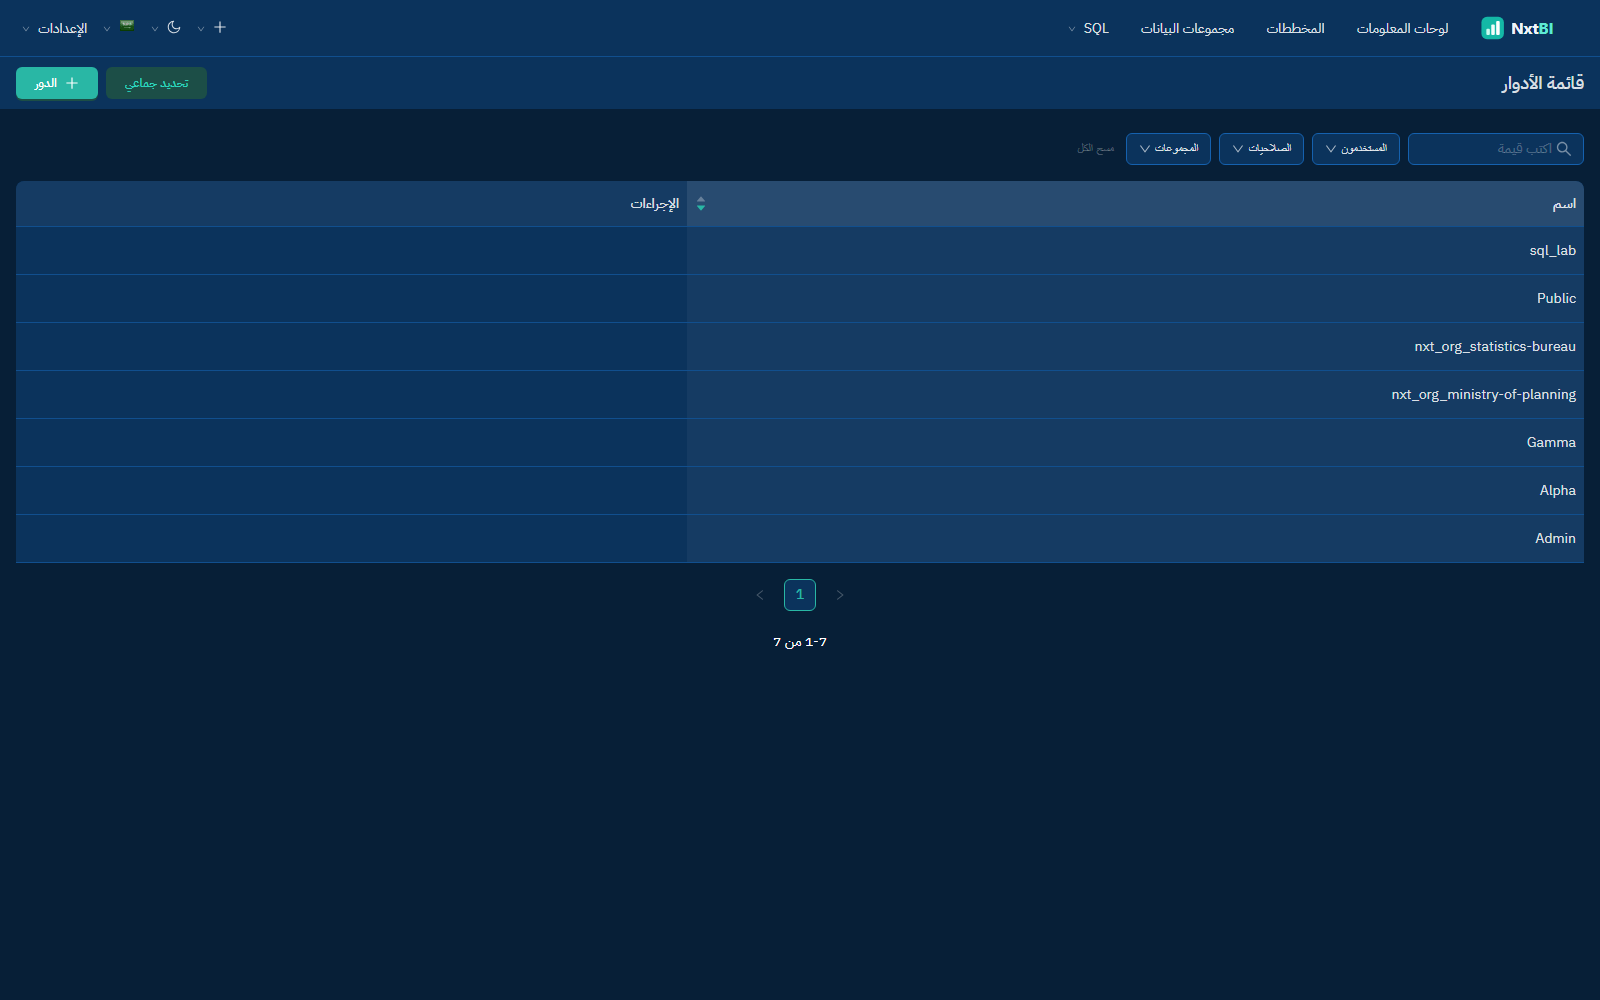 NxtBI
لوحات المعلومات
المخططات
مجموعات البيانات
SQL
الإعدادات
قائمة الأدوار
تحديد جماعي
الدور
اكتب قيمة
المستخدمون
الصلاحيات
المجموعات
مسح الكل
اسم
الإجراءات
sql_lab
Public
nxt_org_statistics-bureau
nxt_org_ministry-of-planning
Gamma
Alpha
Admin
1
1-7 من 7